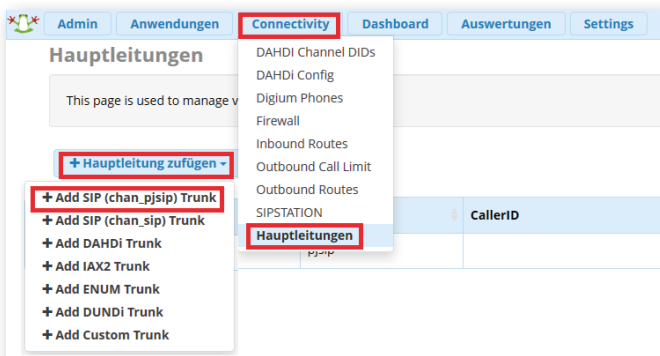 Admin
Anwendungen
Connectivity
Dashboard
Auswertungen
Settings
Hauptleitungen
This page is used to manage v
DAHDI Channel DIDs
DAHDi Config
Digium Phones
Firewall
Inbound Routes
Outbound Call Limit
Outbound Routes
SIPSTATION
Hauptleitungen
+ Hauptleitung zufügen
+ Add SIP (chan_pjsip) Trunk
+ Add SIP (chan_sip) Trunk
+ Add DAHDi Trunk
+ Add IAX2 Trunk
+ Add ENUM Trunk
+ Add DUNDi Trunk
+ Add Custom Trunk
CallerID
pjsip